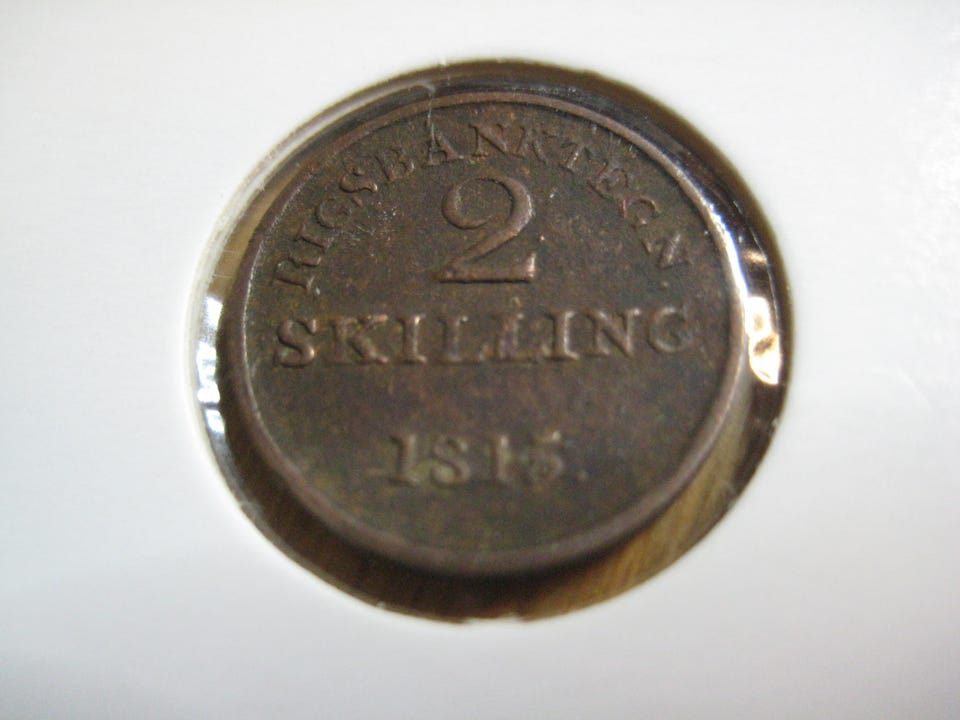 RIGSBANKTEGN
2
SKILLING
1815.